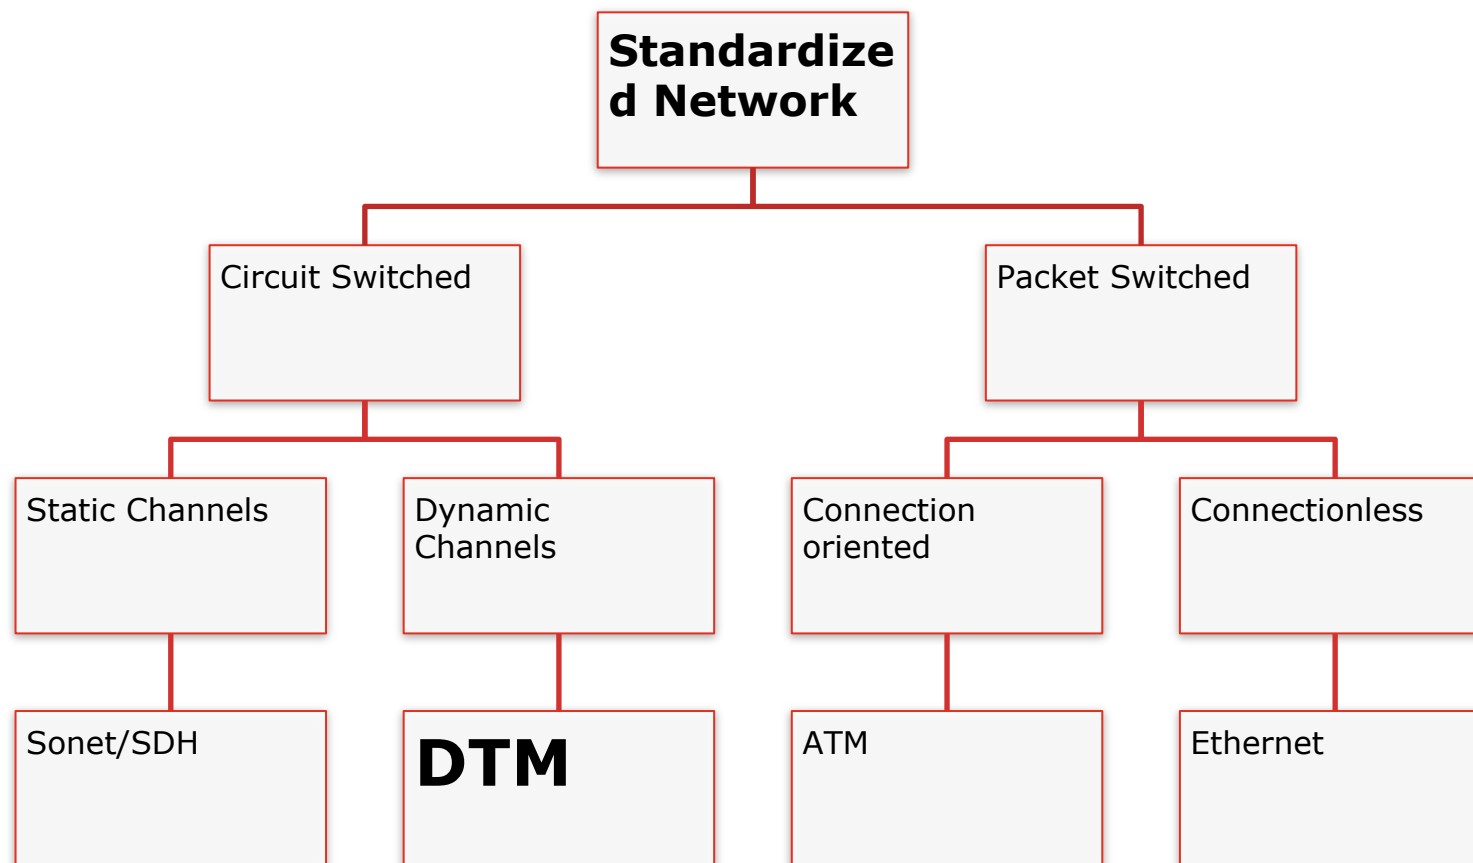 Standardize
d Network
Circuit Switched
Packet Switched
Static Channels
Dynamic
Channels
Connection
oriented
Connectionless
Sonet/SDH
DTM
ATM
Ethernet